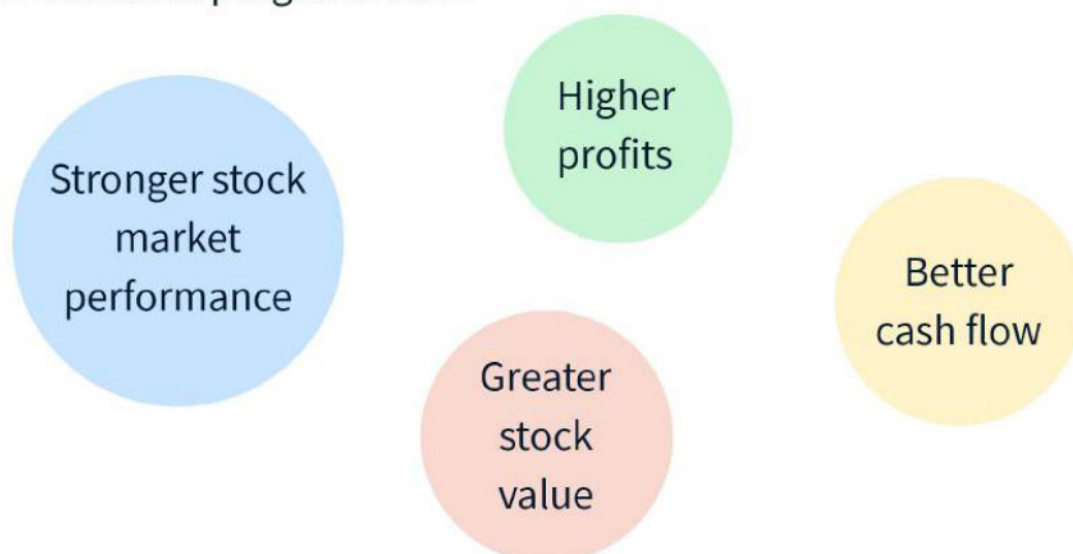 Stronger stock
market
performance
Higher
profits
Better
cash flow
Greater
stock
value